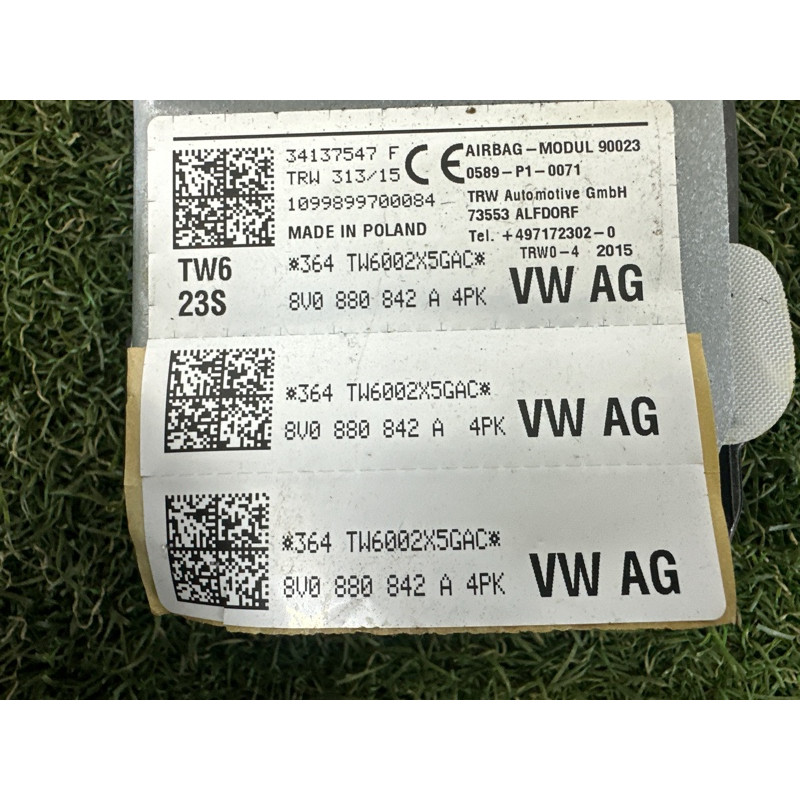 34137547 F
TRW 313/15
1099899700084
MADE IN POLAND
CE
AIRBAG-MODUL 90023
0589-P1-0071
TRW Automotive GmbH
73553 ALFDORF
Tel. +497172302-0
TRW0-4 2015
TW6
23S
*364 TW6002X5GAC*
8V0 880 842 A 4PK
VW AG
*364 TW6002X5GAC*
8V0 880 842 A 4PK
VW AG
*364 TW6002X5GAC*
8V0 880 842 A 4PK
VW AG